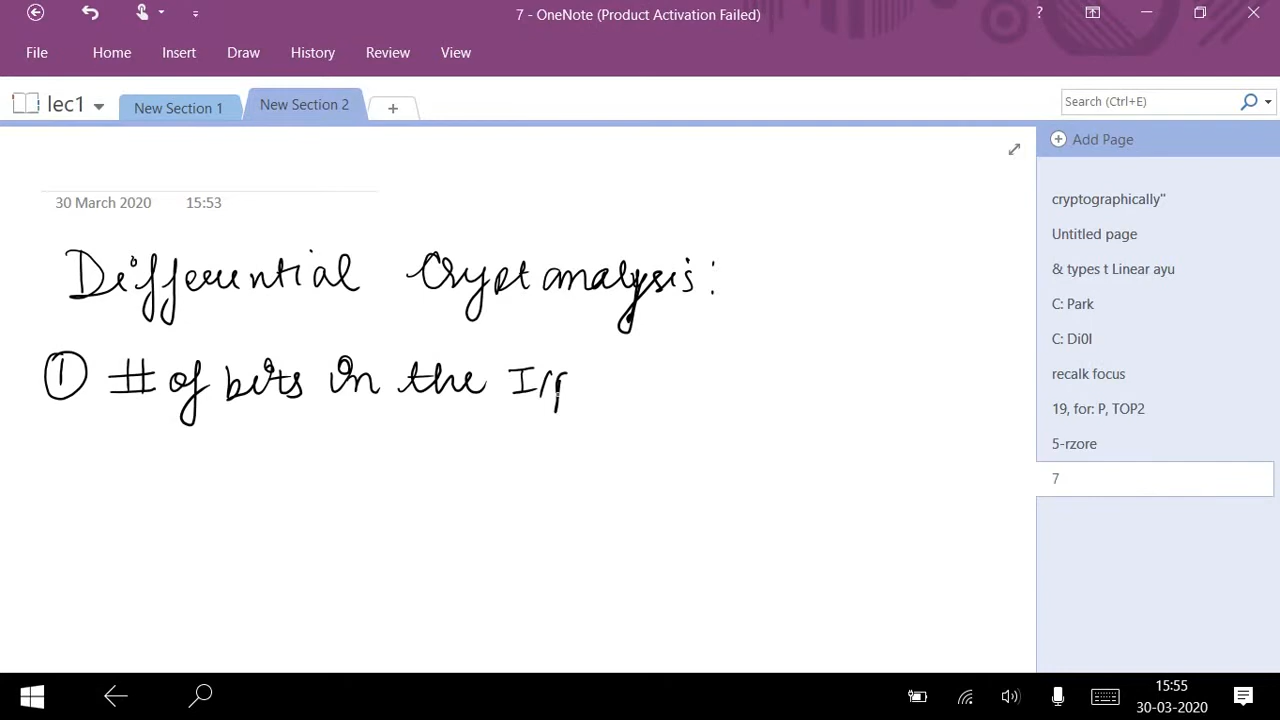 7 - OneNote (Product Activation Failed)
?
File Home Insert Draw History Review View
lec1 New Section 1 New Section 2 +
Search (Ctrl+E)
Add Page
30 March 2020 15:53
Differential Cryptanalysis:
① # of bits in the I/P
cryptographically"
Untitled page
& types t Linear ayu
C: Park
C: Di0I
recalk focus
19, for: P, TOP2
5-rzore
7
15:55
30-03-2020